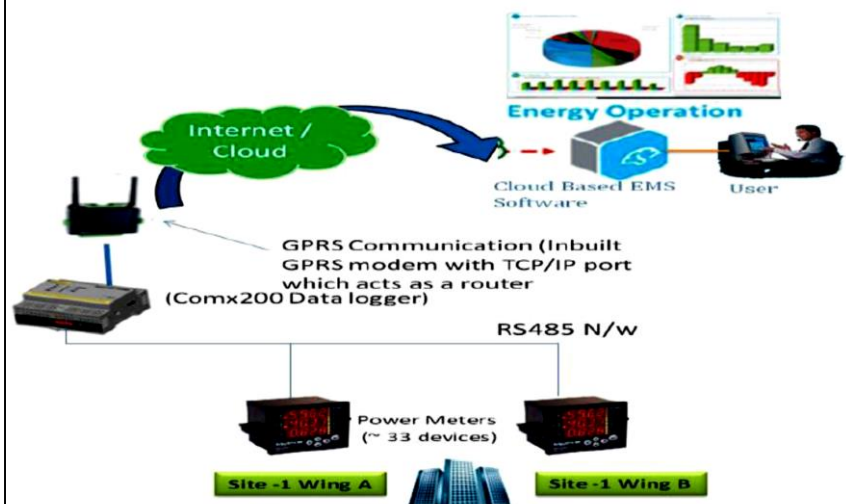 Energy Operation
Internet /
Cloud
Cloud Based EMS
Software
User
GPRS Communication (Inbuilt
GPRS modem with TCP/IP port
which acts as a router
(Comx200 Data logger)
RS485 N/w
Power Meters
(~ 33 devices)
Site -1 Wing A
Site -1 Wing B